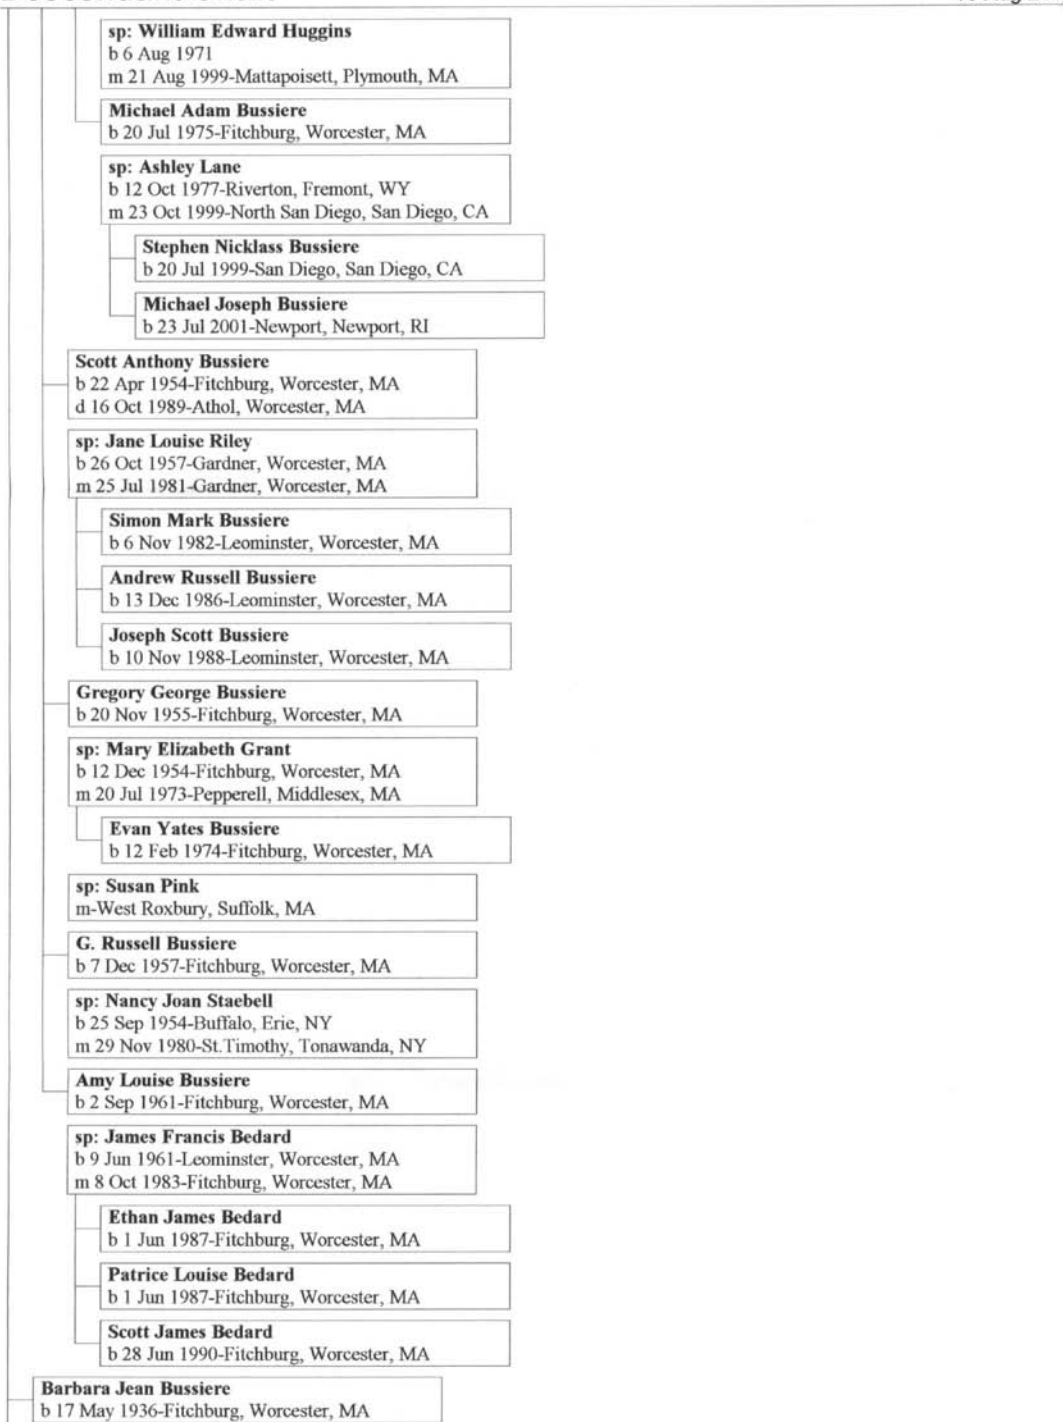 sp: William Edward Huggins
b 6 Aug 1971
m 21 Aug 1999-Mattapoisett, Plymouth, MA
Michael Adam Bussiere
b 20 Jul 1975-Fitchburg, Worcester, MA
sp: Ashley Lane
b 12 Oct 1977-Riverton, Fremont, WY
m 23 Oct 1999-North San Diego, San Diego, CA
Stephen Nicklass Bussiere
b 20 Jul 1999-San Diego, San Diego, CA
Michael Joseph Bussiere
b 23 Jul 2001-Newport, Newport, RI
Scott Anthony Bussiere
b 22 Apr 1954-Fitchburg, Worcester, MA
d 16 Oct 1989-Athol, Worcester, MA
sp: Jane Louise Riley
b 26 Oct 1957-Gardner, Worcester, MA
m 25 Jul 1981-Gardner, Worcester, MA
Simon Mark Bussiere
b 6 Nov 1982-Leominster, Worcester, MA
Andrew Russell Bussiere
b 13 Dec 1986-Leominster, Worcester, MA
Joseph Scott Bussiere
b 10 Nov 1988-Leominster, Worcester, MA
Gregory George Bussiere
b 20 Nov 1955-Fitchburg, Worcester, MA
sp: Mary Elizabeth Grant
b 12 Dec 1954-Fitchburg, Worcester, MA
m 20 Jul 1973-Pepperell, Middlesex, MA
Evan Yates Bussiere
b 12 Feb 1974-Fitchburg, Worcester, MA
sp: Susan Pink
m-West Roxbury, Suffolk, MA
G. Russell Bussiere
b 7 Dec 1957-Fitchburg, Worcester, MA
sp: Nancy Joan Staebell
b 25 Sep 1954-Buffalo, Erie, NY
m 29 Nov 1980-St.Timothy, Tonawanda, NY
Amy Louise Bussiere
b 2 Sep 1961-Fitchburg, Worcester, MA
sp: James Francis Bedard
b 9 Jun 1961-Leominster, Worcester, MA
m 8 Oct 1983-Fitchburg, Worcester, MA
Ethan James Bedard
b 1 Jun 1987-Fitchburg, Worcester, MA
Patrice Louise Bedard
b 1 Jun 1987-Fitchburg, Worcester, MA
Scott James Bedard
b 28 Jun 1990-Fitchburg, Worcester, MA
Barbara Jean Bussiere
b 17 May 1936-Fitchburg, Worcester, MA